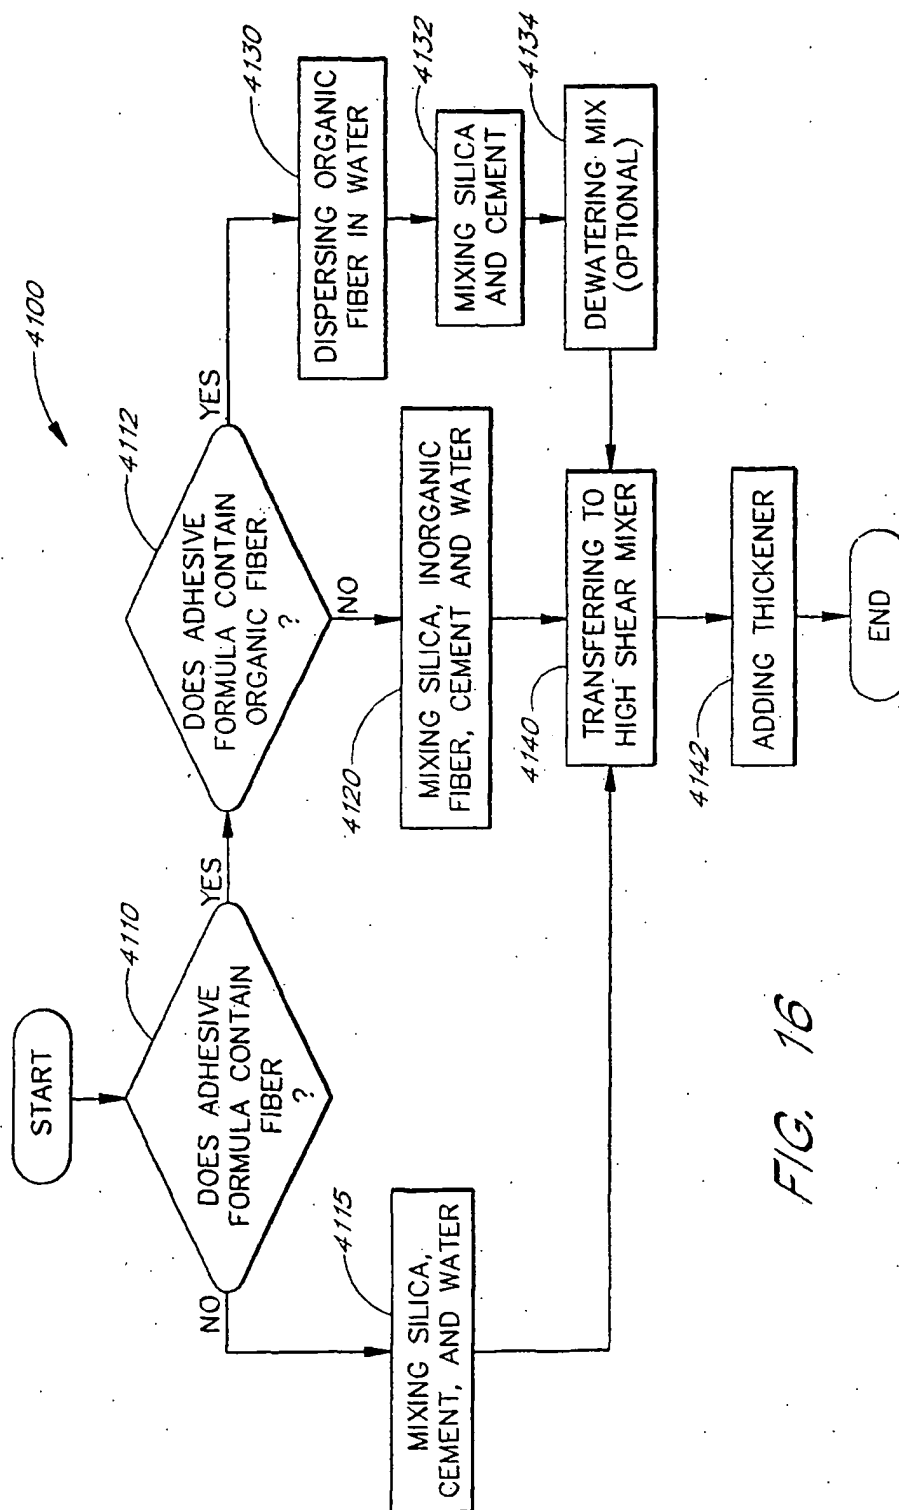 4100
START
4110
DOES ADHESIVE
FORMULA CONTAIN
FIBER
?
NO
YES
4112
DOES ADHESIVE
FORMULA CONTAIN
ORGANIC FIBER
?
YES
NO
4115
MIXING SILICA,
CEMENT, AND WATER
4120
MIXING SILICA, INORGANIC
FIBER, CEMENT AND WATER
4130
DISPERSING ORGANIC
FIBER IN WATER
4132
MIXING SILICA
AND CEMENT
4134
DEWATERING MIX
(OPTIONAL)
4140
TRANSFERRING TO
HIGH SHEAR MIXER
4142
ADDING THICKENER
END
FIG. 16